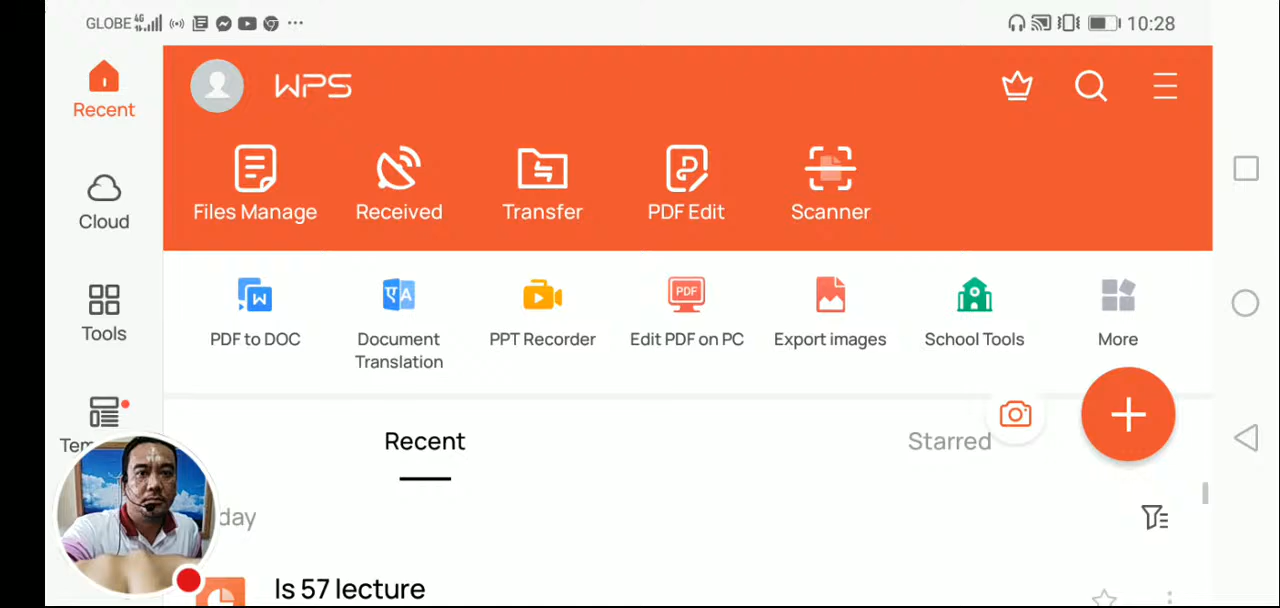 GLOBE 4G 10:28
Recent
WPS
Files Manage Received Transfer PDF Edit Scanner
Cloud
Tools
PDF to DOC Document Translation PPT Recorder Edit PDF on PC Export images School Tools More
Recent Starred
day
Is 57 lecture